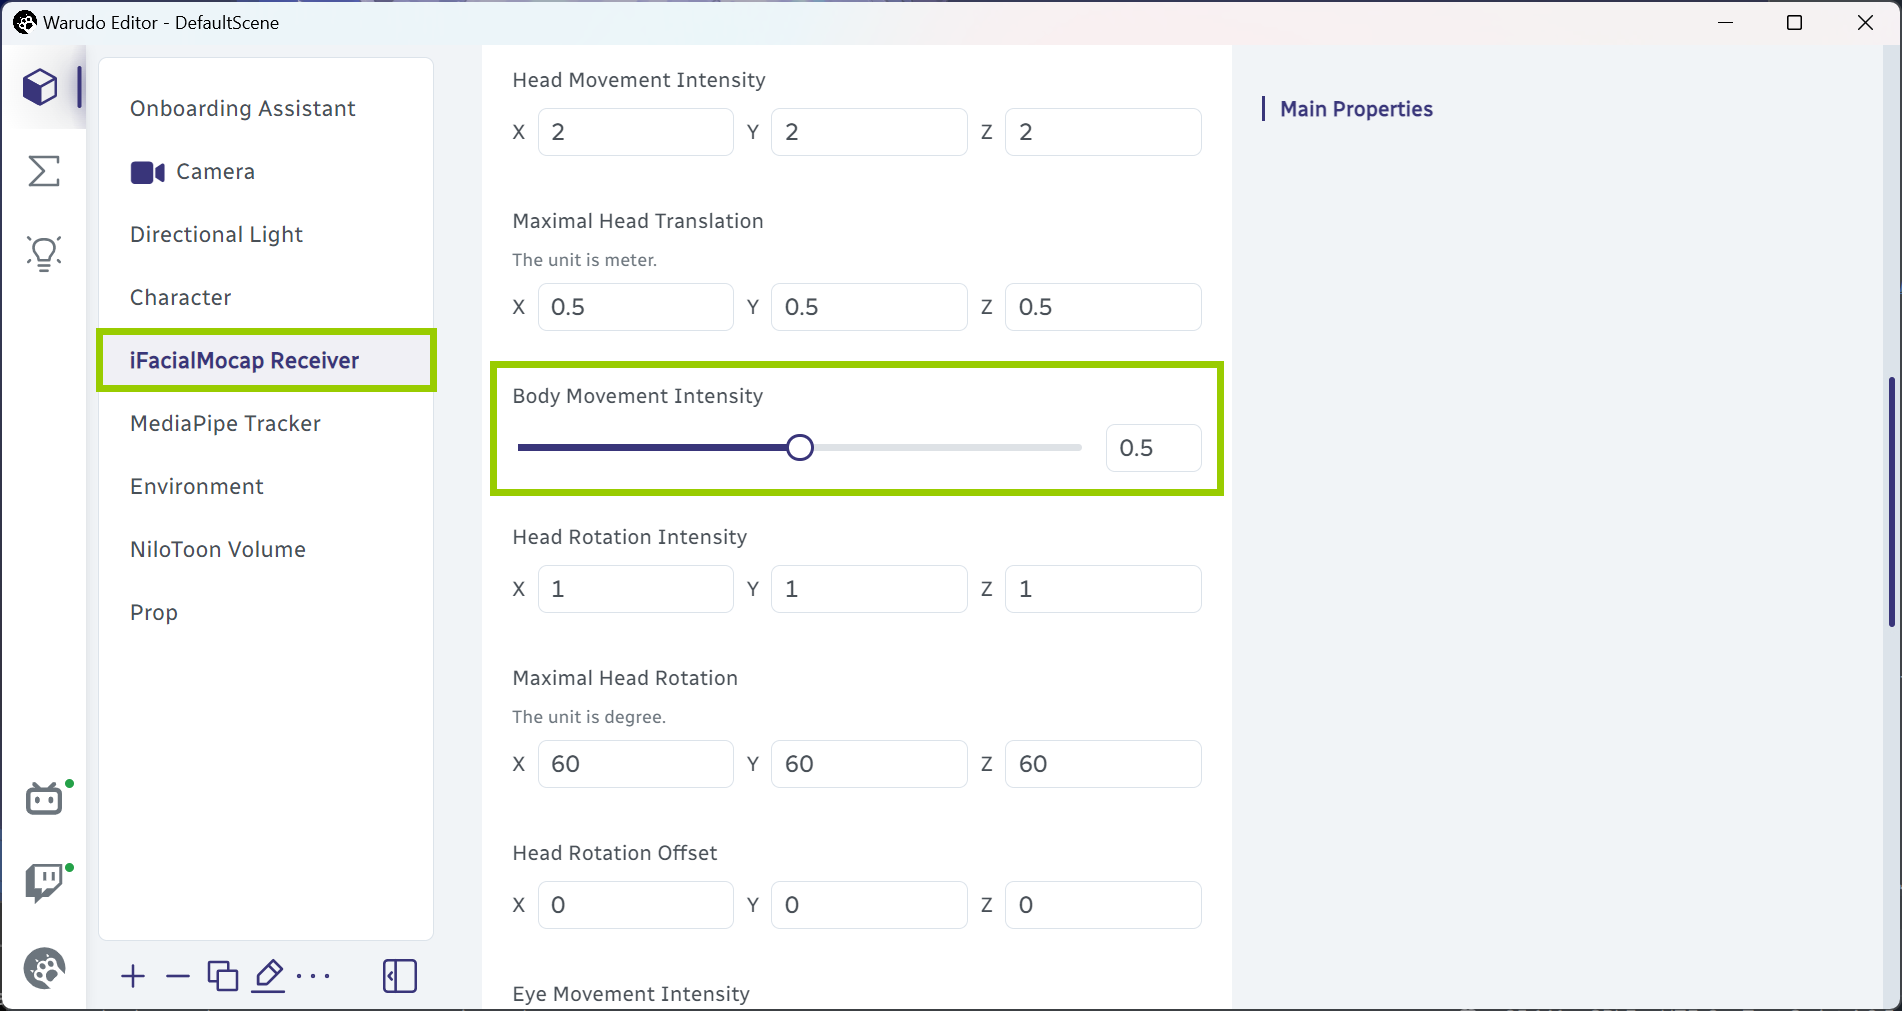 Warudo Editor - DefaultScene
Onboarding Assistant
Camera
Directional Light
Character
iFacialMocap Receiver
MediaPipe Tracker
Environment
NiloToon Volume
Prop
Head Movement Intensity
X 2 Y 2 Z 2
Maximal Head Translation
The unit is meter.
X 0.5 Y 0.5 Z 0.5
Body Movement Intensity
0.5
Head Rotation Intensity
X 1 Y 1 Z 1
Maximal Head Rotation
The unit is degree.
X 60 Y 60 Z 60
Head Rotation Offset
X 0 Y 0 Z 0
Eye Movement Intensity
Main Properties